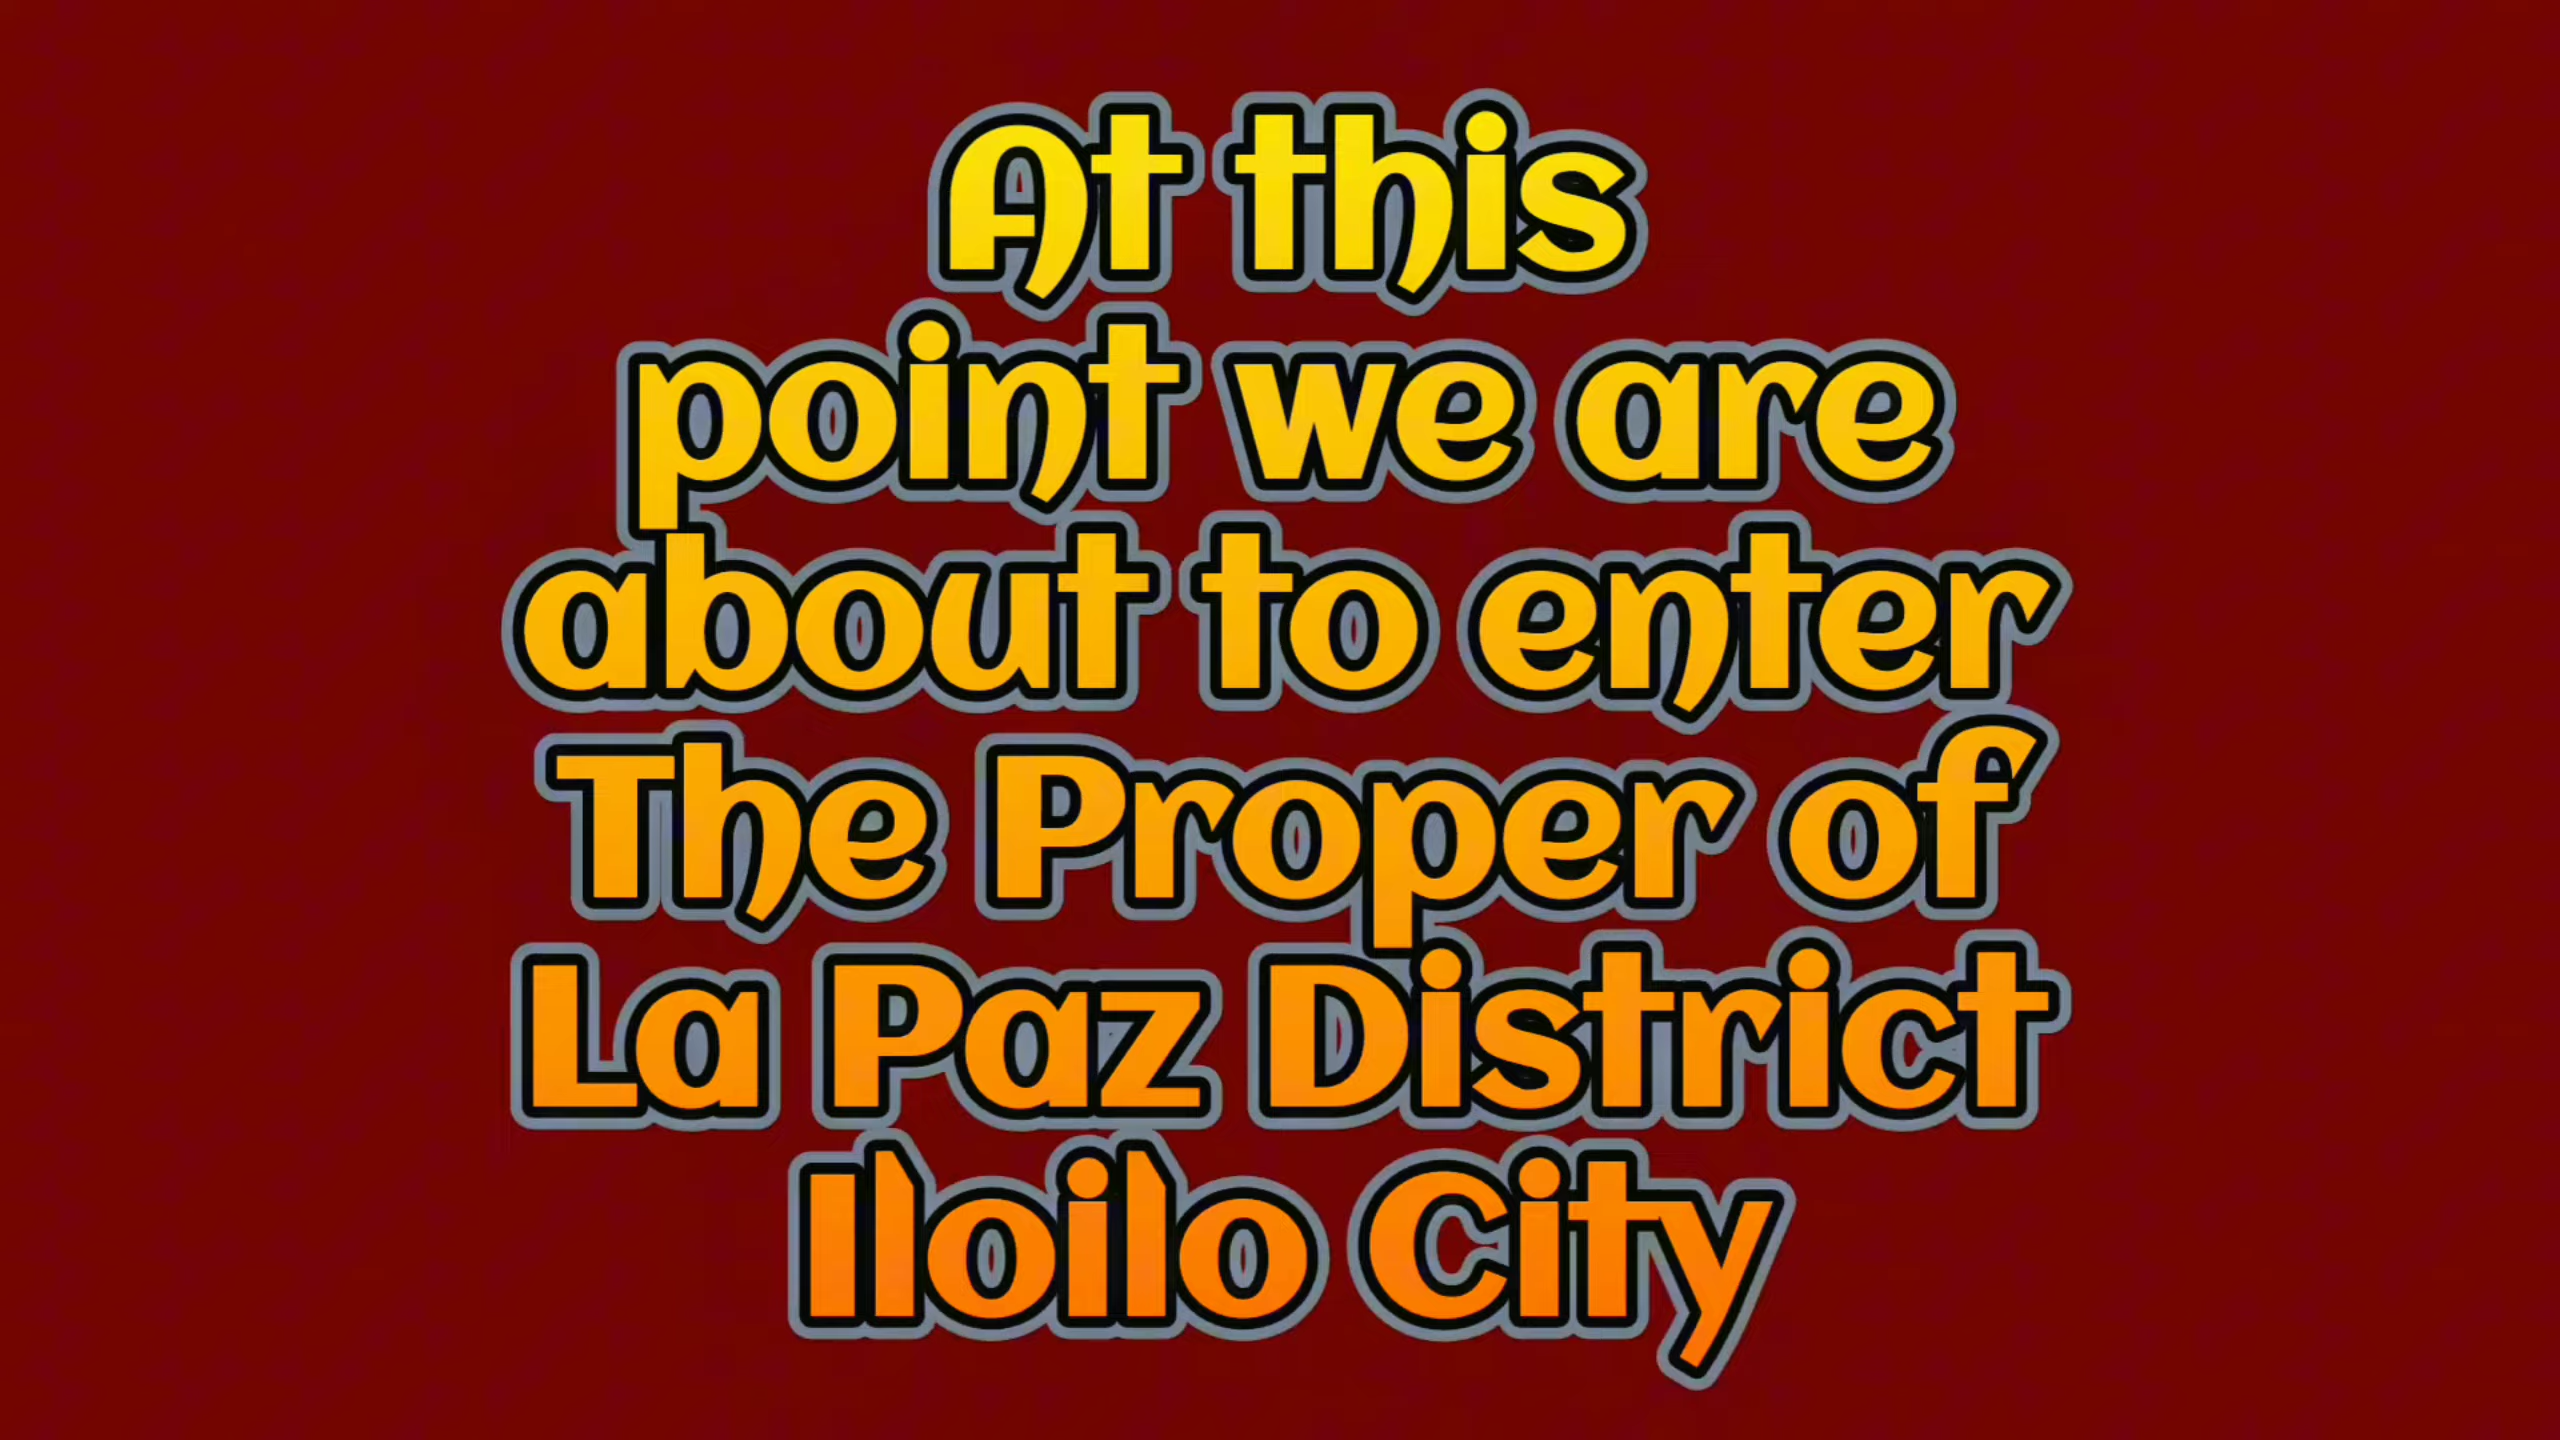 At this
point we are
about to enter
The Proper of
La Paz District
Iloilo City